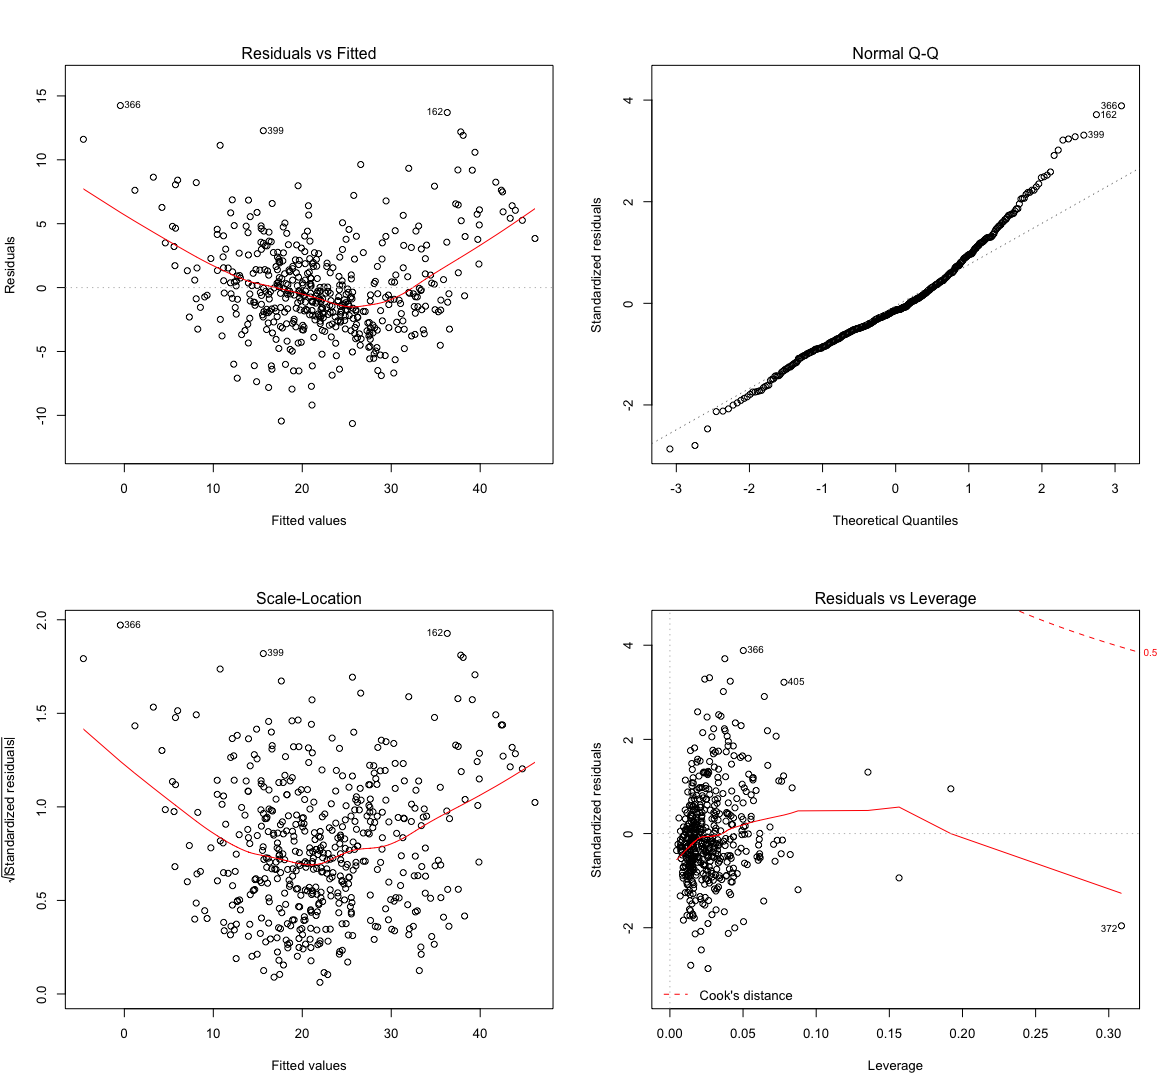 Residuals vs Fitted
Residuals
15
10
5
0
-5
-10
366
399
162
0 10 20 30 40
Fitted values
Normal Q-Q
Standardized residuals
4
2
0
-2
366
162
399
-3 -2 -1 0 1 2 3
Theoretical Quantiles
Scale-Location
√|Standardized residuals|
2.0
1.5
1.0
0.5
0.0
366
162
399
0 10 20 30 40
Fitted values
Residuals vs Leverage
Standardized residuals
4
2
0
-2
366
405
0.5
372
Cook's distance
0.00 0.05 0.10 0.15 0.20 0.25 0.30
Leverage